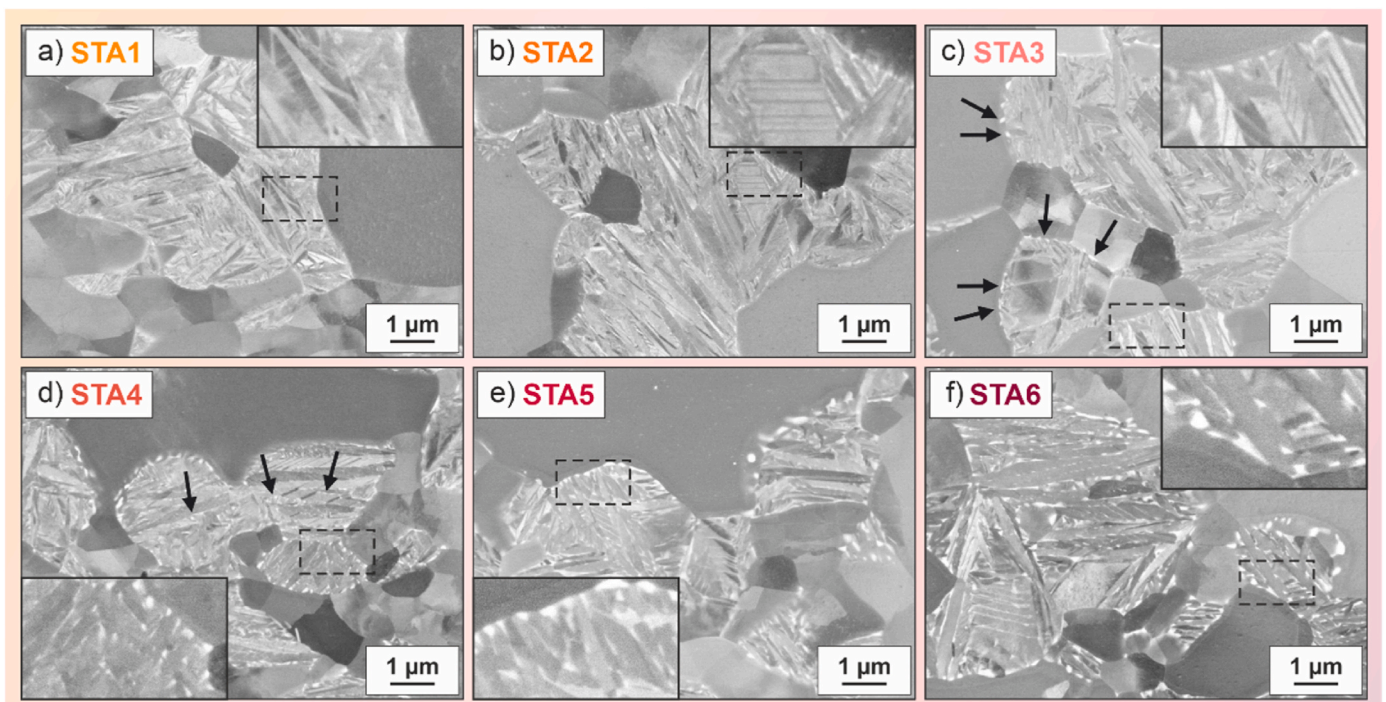 a) STA1
b) STA2
c) STA3
1 µm
1 µm
1 µm
d) STA4
e) STA5
f) STA6
1 µm
1 µm
1 µm